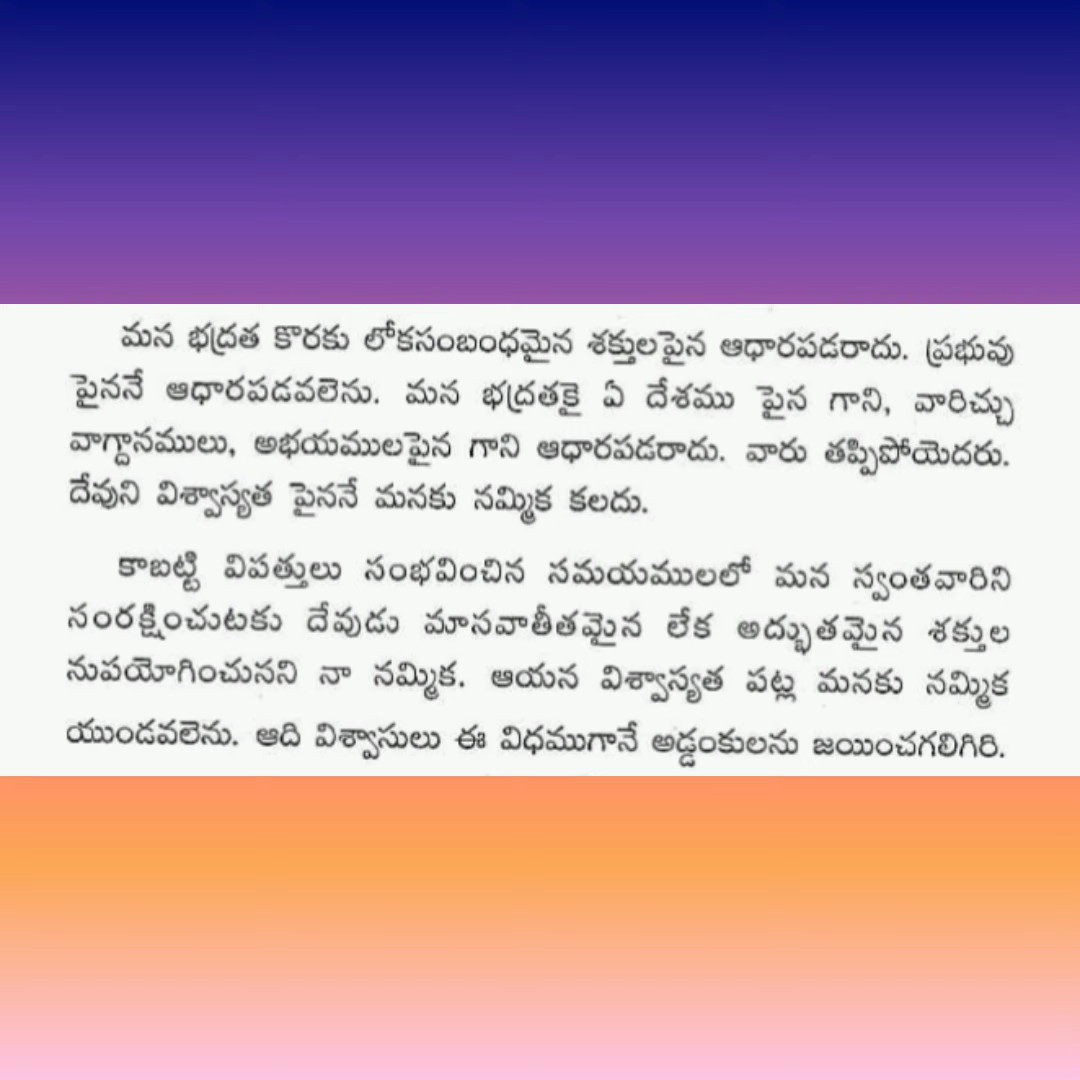 మన భద్రత కొరకు లోకసంబంధమైన శక్తులపైన ఆధారపడరాదు. ప్రభువు
పైననే ఆధారపడవలెను. మన భద్రతకై ఏ దేశము పైన గాని, వారిచ్చు
వాగ్దానములు, అభయములపైన గాని ఆధారపడరాదు. వారు తప్పిపోయెదరు.
దేవుని విశ్వాస్యత పైననే మనకు నమ్మిక కలదు.
కాబట్టి విపత్తులు సంభవించిన సమయములలో మన స్వంతవారిని
సంరక్షించుటకు దేవుడు మానవాతీతమైన లేక అద్భుతమైన శక్తుల
నుపయోగించునని నా నమ్మిక. ఆయన విశ్వాస్యత పట్ల మనకు నమ్మిక
యుండవలెను. ఆది విశ్వాసులు ఈ విధముగానే అడ్డంకులను జయించగలిగిరి.